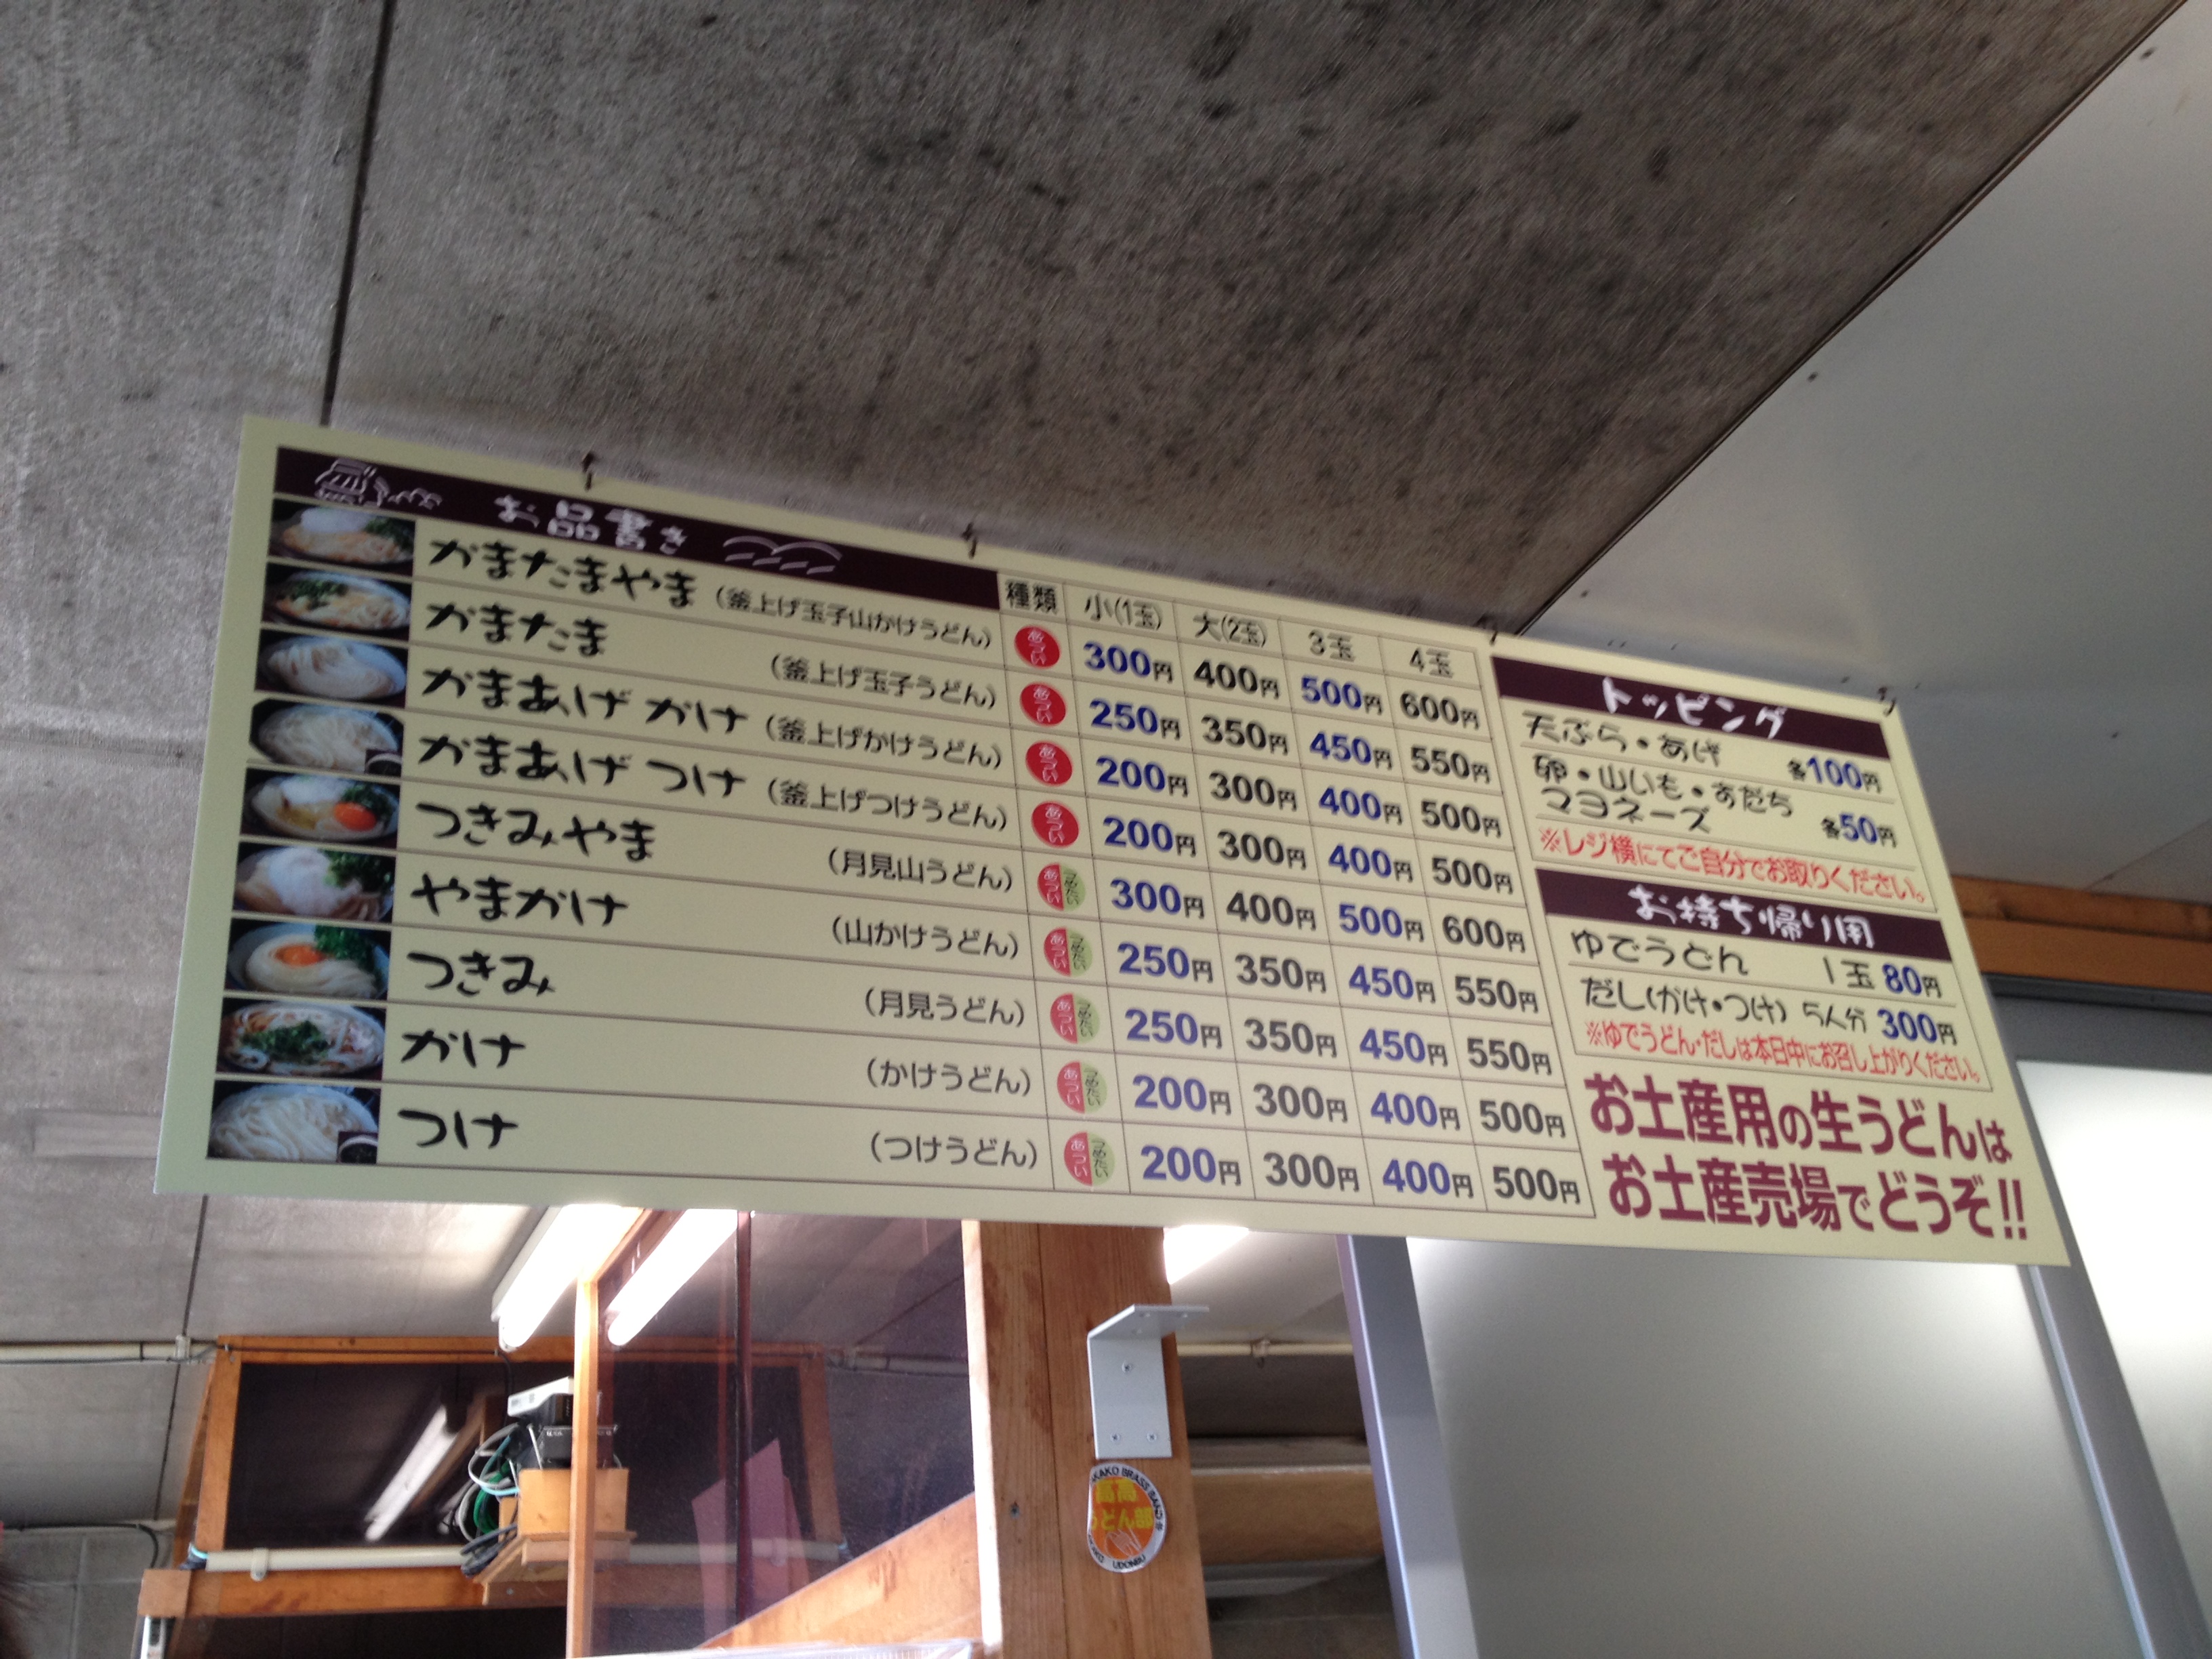 お品書き
種類 小(1玉) 大(2玉) 3玉 4玉
かまたまやま (釜上げ玉子山かけうどん) あつい 300円 400円 500円 600円
かまたま (釜上げ玉子うどん) あつい 250円 350円 450円 550円
かまあげ かけ (釜上げかけうどん) あつい 200円 300円 400円 500円
かまあげ つけ (釜上げつけうどん) あつい 200円 300円 400円 500円
つきみやま (月見山うどん) あつい つめたい 300円 400円 500円 600円
やまかけ (山かけうどん) あつい つめたい 250円 350円 450円 550円
つきみ (月見うどん) あつい つめたい 250円 350円 450円 550円
かけ (かけうどん) あつい つめたい 200円 300円 400円 500円
つけ (つけうどん) あつい つめたい 200円 300円 400円 500円
トッピング
天ぷら・あげ 各100円
卵・山いも・すだち
マヨネーズ 各50円
※レジ横にてご自分でお取りください。
お持ち帰り用
ゆでうどん 1玉 80円
だし(かけ・つけ) 5人分 300円
※ゆでうどん・だしは本日中にお召し上がりください。
お土産用の生うどんは
お土産売場でどうぞ!!
BRASS BAND
うどん部
UDONBU